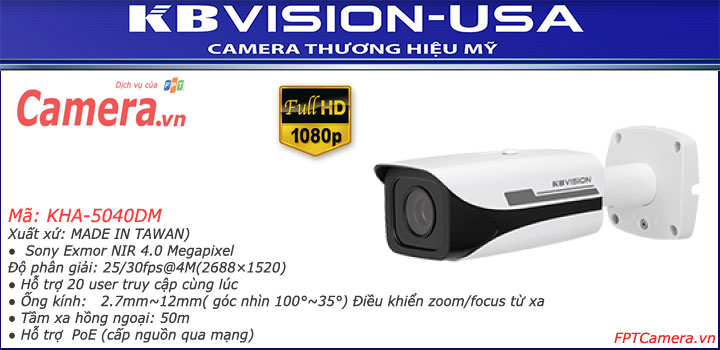 KBVISION-USA
CAMERA THƯƠNG HIỆU MỸ
Dịch vụ của FPT
Camera.vn
Full HD
1080p
KBVISION
Mã: KHA-5040DM
Xuất xứ: MADE IN TAWAN)
● Sony Exmor NIR 4.0 Megapixel
Độ phân giải: 25/30fps@4M(2688×1520)
● Hỗ trợ 20 user truy cập cùng lúc
● Ống kính: 2.7mm~12mm( góc nhìn 100°~35°) Điều khiển zoom/focus từ xa
● Tầm xa hồng ngoại: 50m
● Hỗ trợ PoE (cấp nguồn qua mạng)
FPTCamera.vn